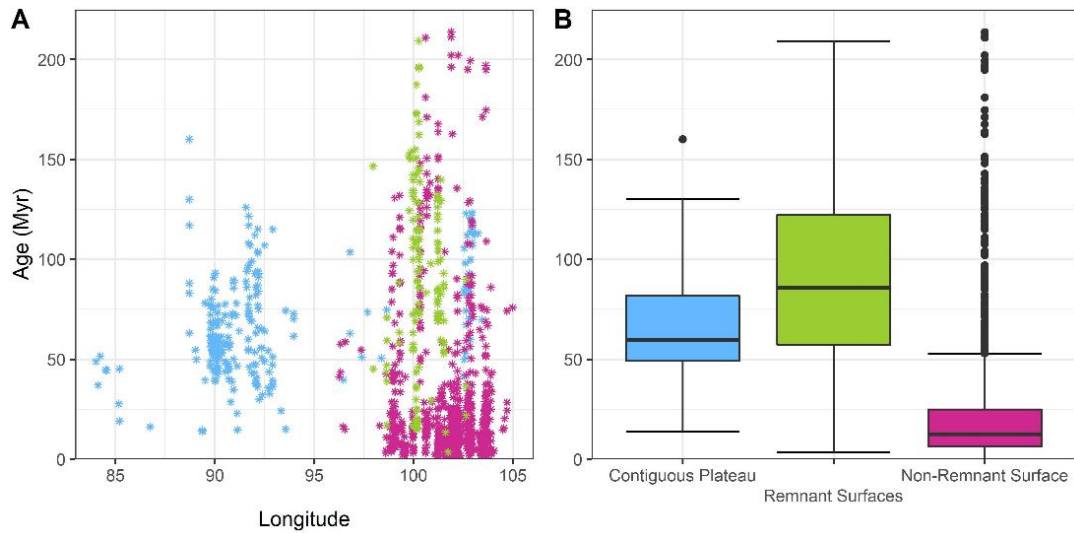 A
B
Age (Myr)
200
150
100
50
0
85
90
95
100
105
Longitude
200
150
100
50
0
Contiguous Plateau
Remnant Surfaces
Non-Remnant Surface